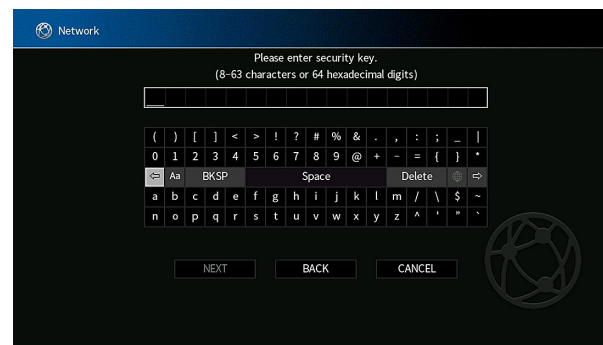 Network
Please enter security key.
(8-63 characters or 64 hexadecimal digits)
( ) [ ] < > ! ? # % & . , : ; _ |
0 1 2 3 4 5 6 7 8 9 @ + - = { } *
⇦ Aa BKSP Space Delete ⇨
a b c d e f g h i j k l m / \ $ ~
n o p q r s t u v w x y z ^ ' " `
NEXT BACK CANCEL